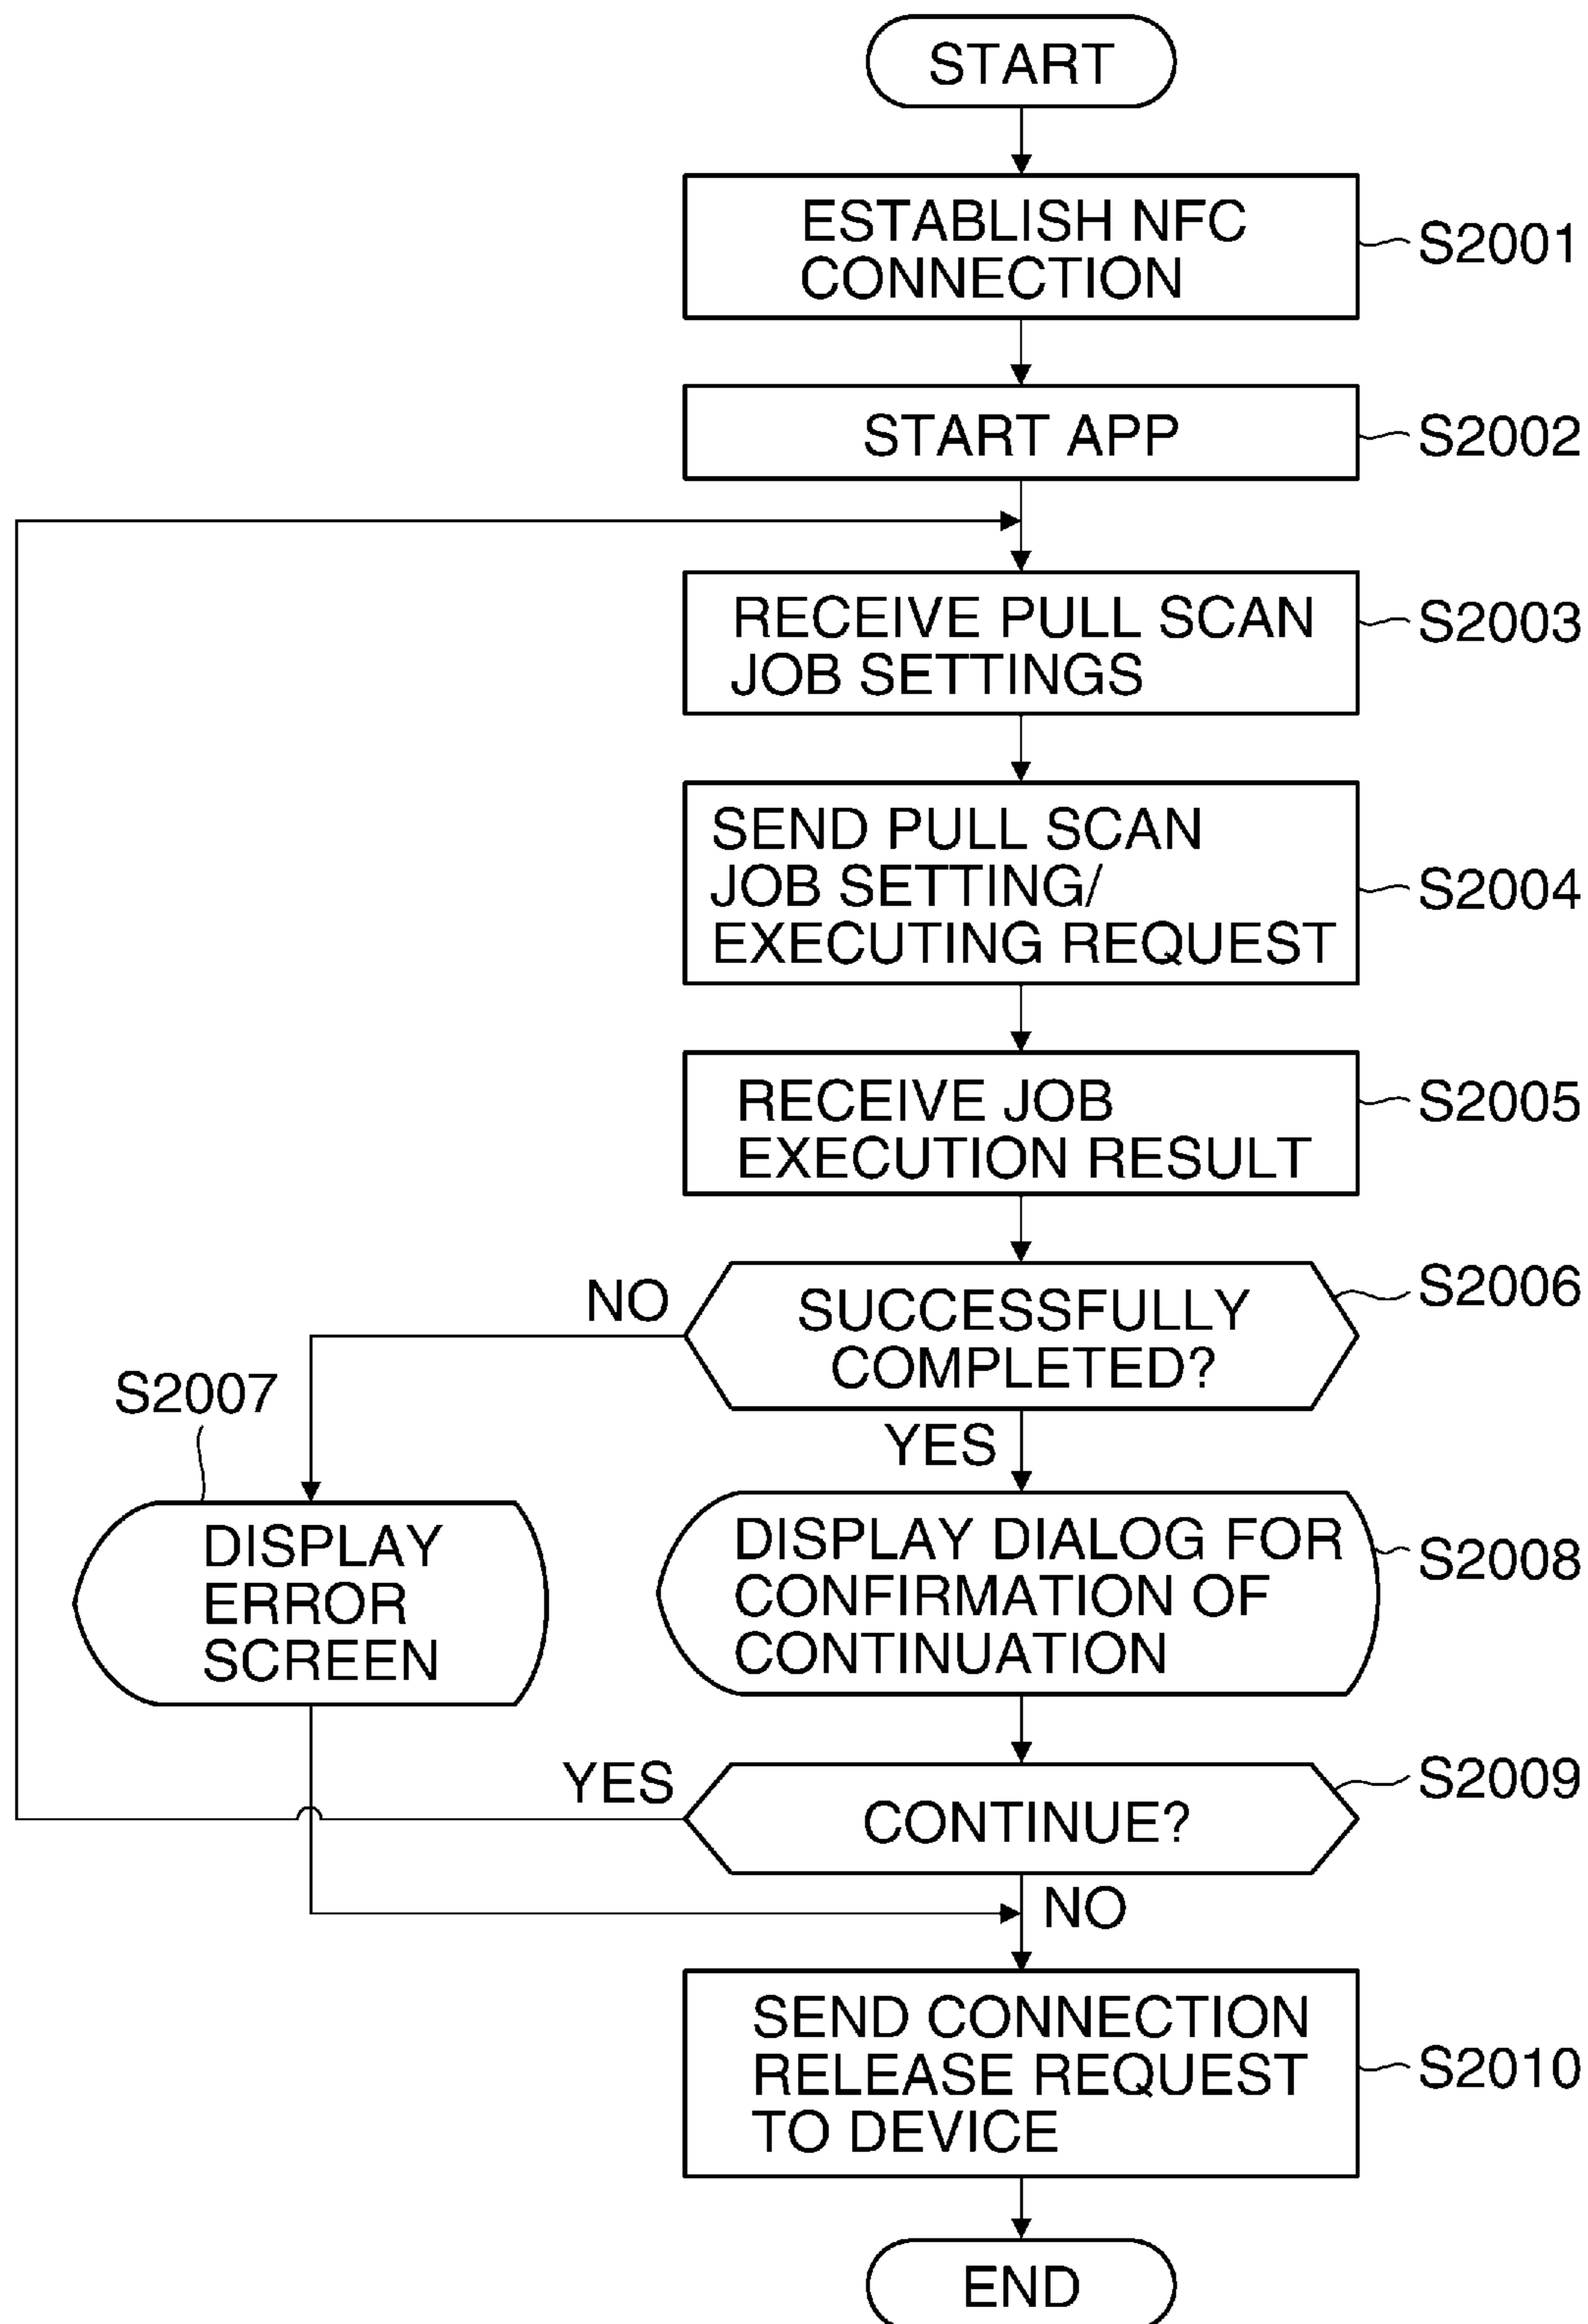 START
ESTABLISH NFC
CONNECTION
S2001
START APP
S2002
RECEIVE PULL SCAN
JOB SETTINGS
S2003
SEND PULL SCAN
JOB SETTING/
EXECUTING REQUEST
S2004
RECEIVE JOB
EXECUTION RESULT
S2005
SUCCESSFULLY
COMPLETED?
S2006
NO
YES
S2007
DISPLAY
ERROR
SCREEN
DISPLAY DIALOG FOR
CONFIRMATION OF
CONTINUATION
S2008
YES
CONTINUE?
S2009
NO
SEND CONNECTION
RELEASE REQUEST
TO DEVICE
S2010
END